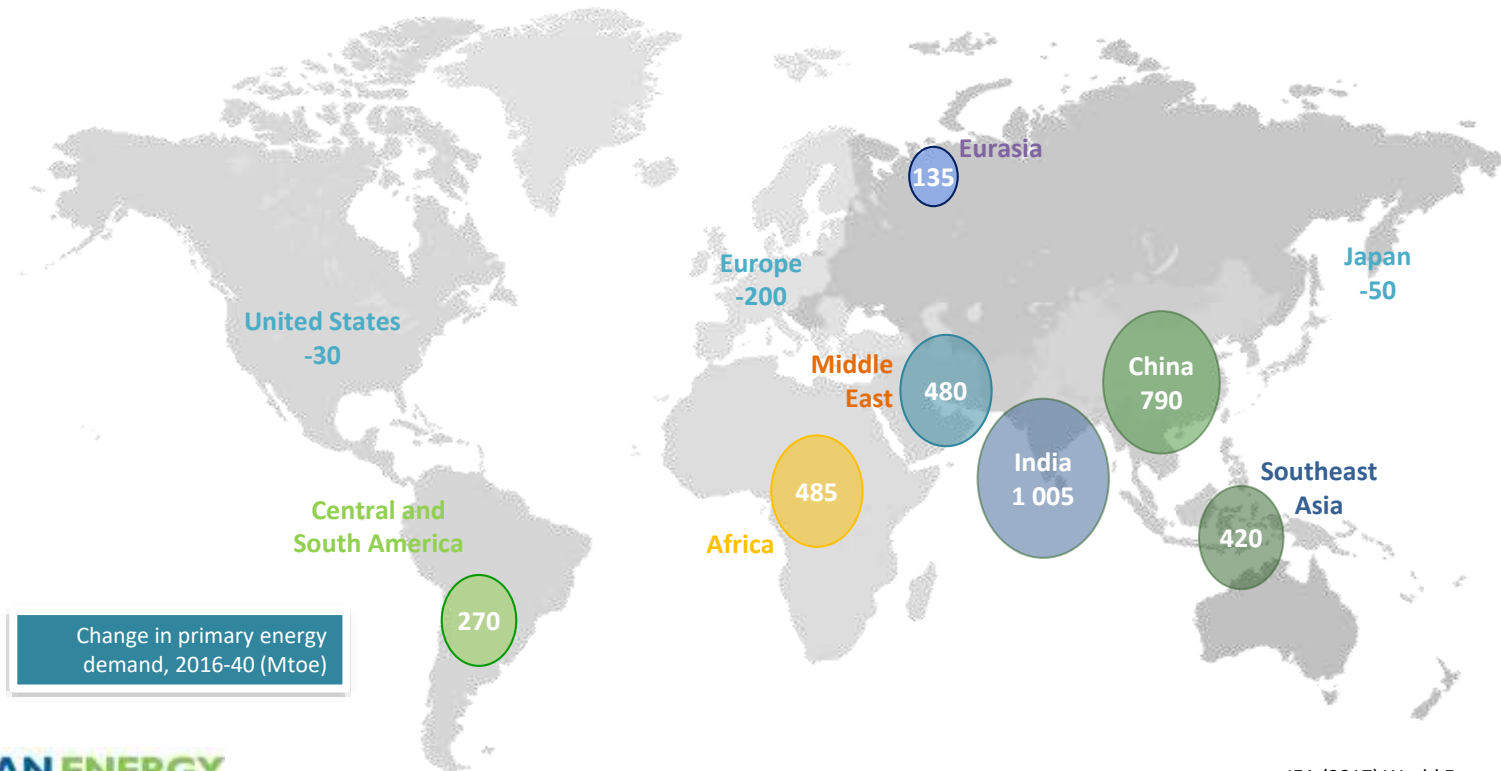 Eurasia
135
Europe
-200
Japan
-50
United States
-30
Middle
East
480
China
790
India
1 005
Southeast
Asia
420
485
Africa
Central and
South America
270
Change in primary energy
demand, 2016-40 (Mtoe)